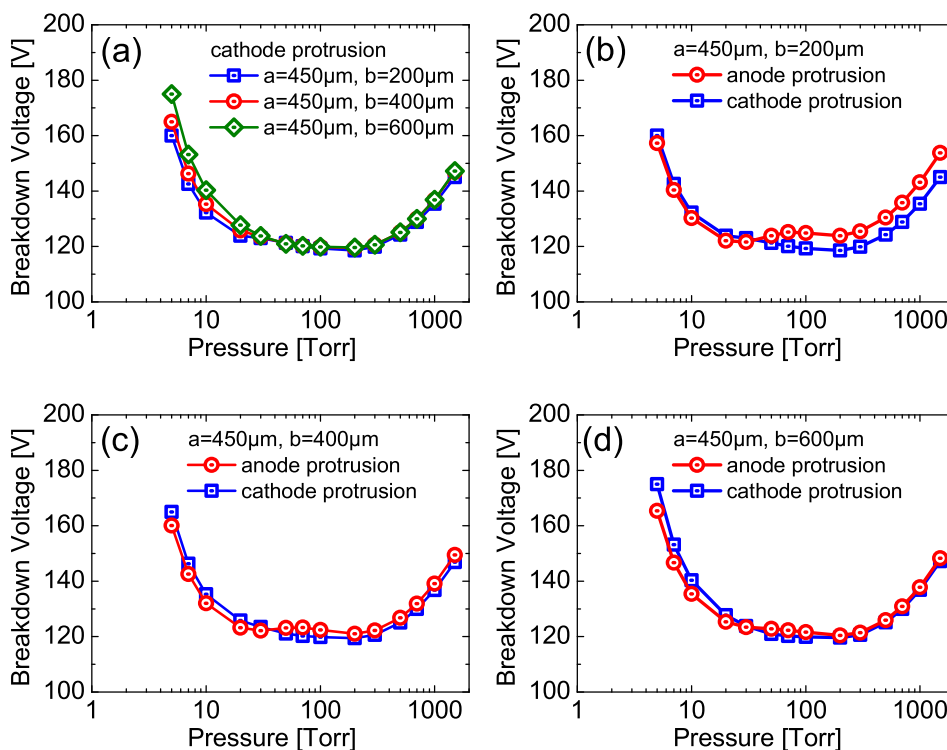 (a)
cathode protrusion
a=450μm, b=200μm
a=450μm, b=400μm
a=450μm, b=600μm
Breakdown Voltage [V]
200
180
160
140
120
100
1
10
100
1000
Pressure [Torr]
(b)
a=450μm, b=200μm
anode protrusion
cathode protrusion
Breakdown Voltage [V]
200
180
160
140
120
100
1
10
100
1000
Pressure [Torr]
(c)
a=450μm, b=400μm
anode protrusion
cathode protrusion
Breakdown Voltage [V]
200
180
160
140
120
100
1
10
100
1000
Pressure [Torr]
(d)
a=450μm, b=600μm
anode protrusion
cathode protrusion
Breakdown Voltage [V]
200
180
160
140
120
100
1
10
100
1000
Pressure [Torr]